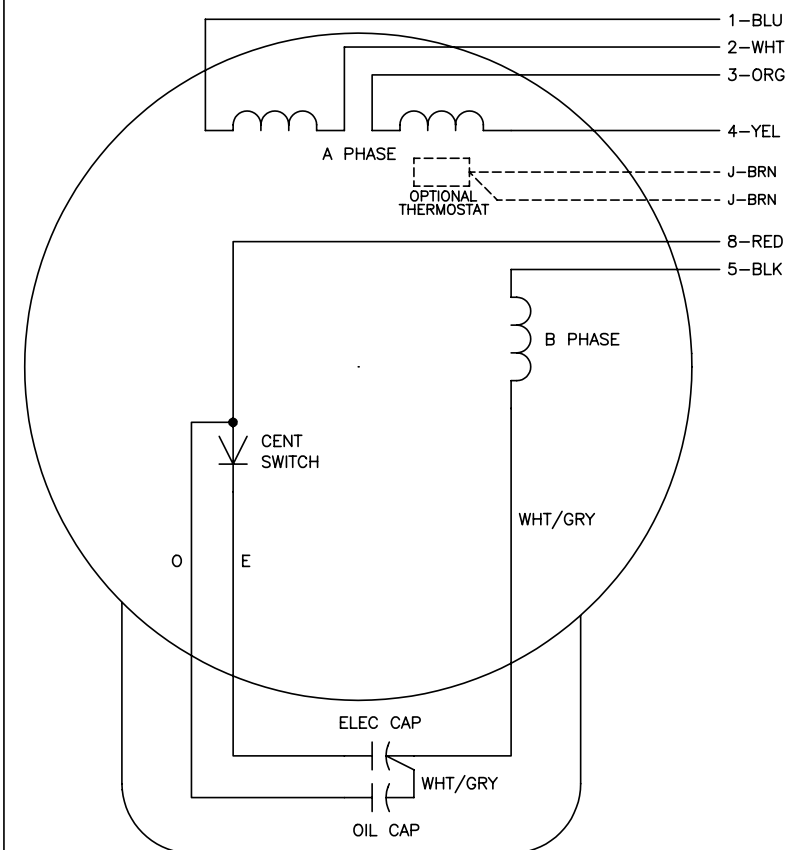 1-BLU
2-WHT
3-ORG
4-YEL
A PHASE
J-BRN
OPTIONAL
THERMOSTAT
J-BRN
8-RED
5-BLK
B PHASE
CENT
SWITCH
WHT/GRY
O
E
ELEC CAP
WHT/GRY
OIL CAP